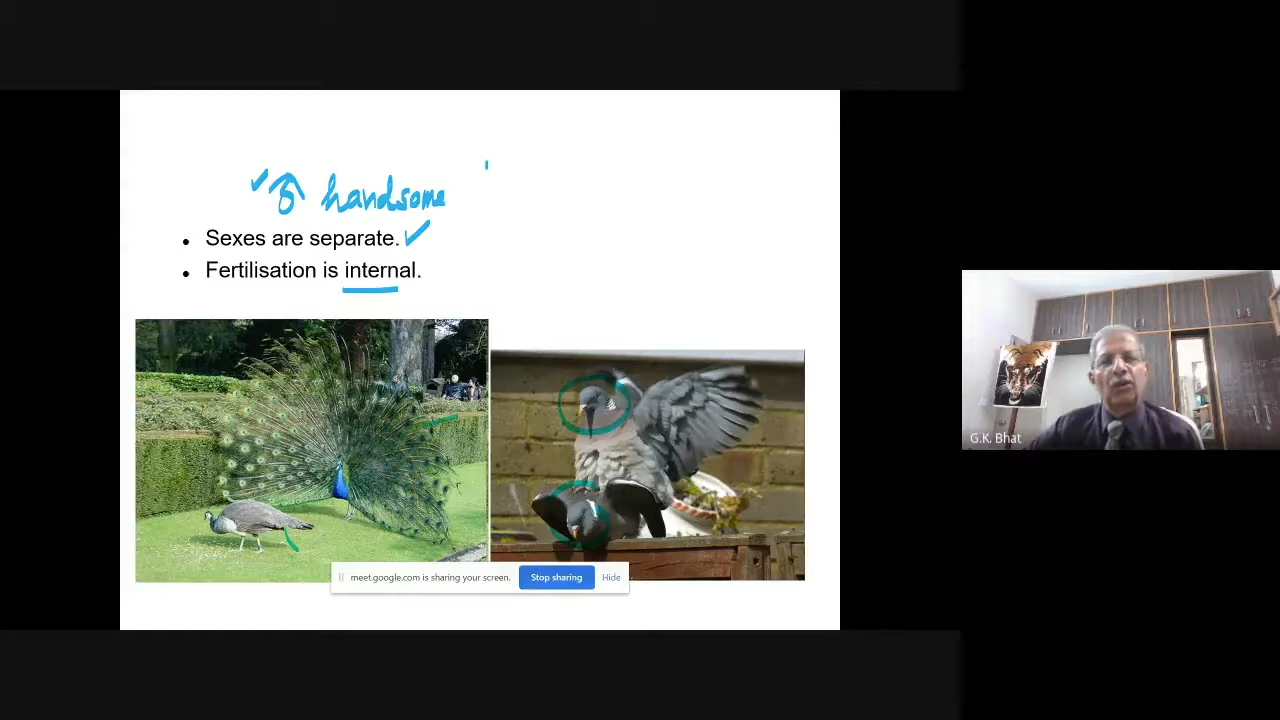 handsome
• Sexes are separate.
• Fertilisation is internal.
meet.google.com is sharing your screen. Stop sharing Hide
G.K. Bhat